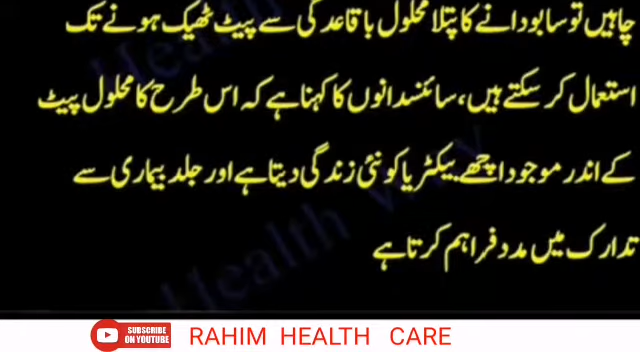 چاہیں تو سابودانے کا پتلا محلول باقاعدگی سے پیٹ ٹھیک ہونے تک
استعمال کر سکتے ہیں، سائنسدانوں کا کہنا ہے کہ اس طرح کا محلول پیٹ
کے اندر موجود اچھے بیکٹریا کو نئی زندگی دیتا ہے اور جلد بیماری سے
تدارک میں مدد فراہم کرتا ہے
SUBSCRIBE
ON YOUTUBE
RAHIM HEALTH CARE